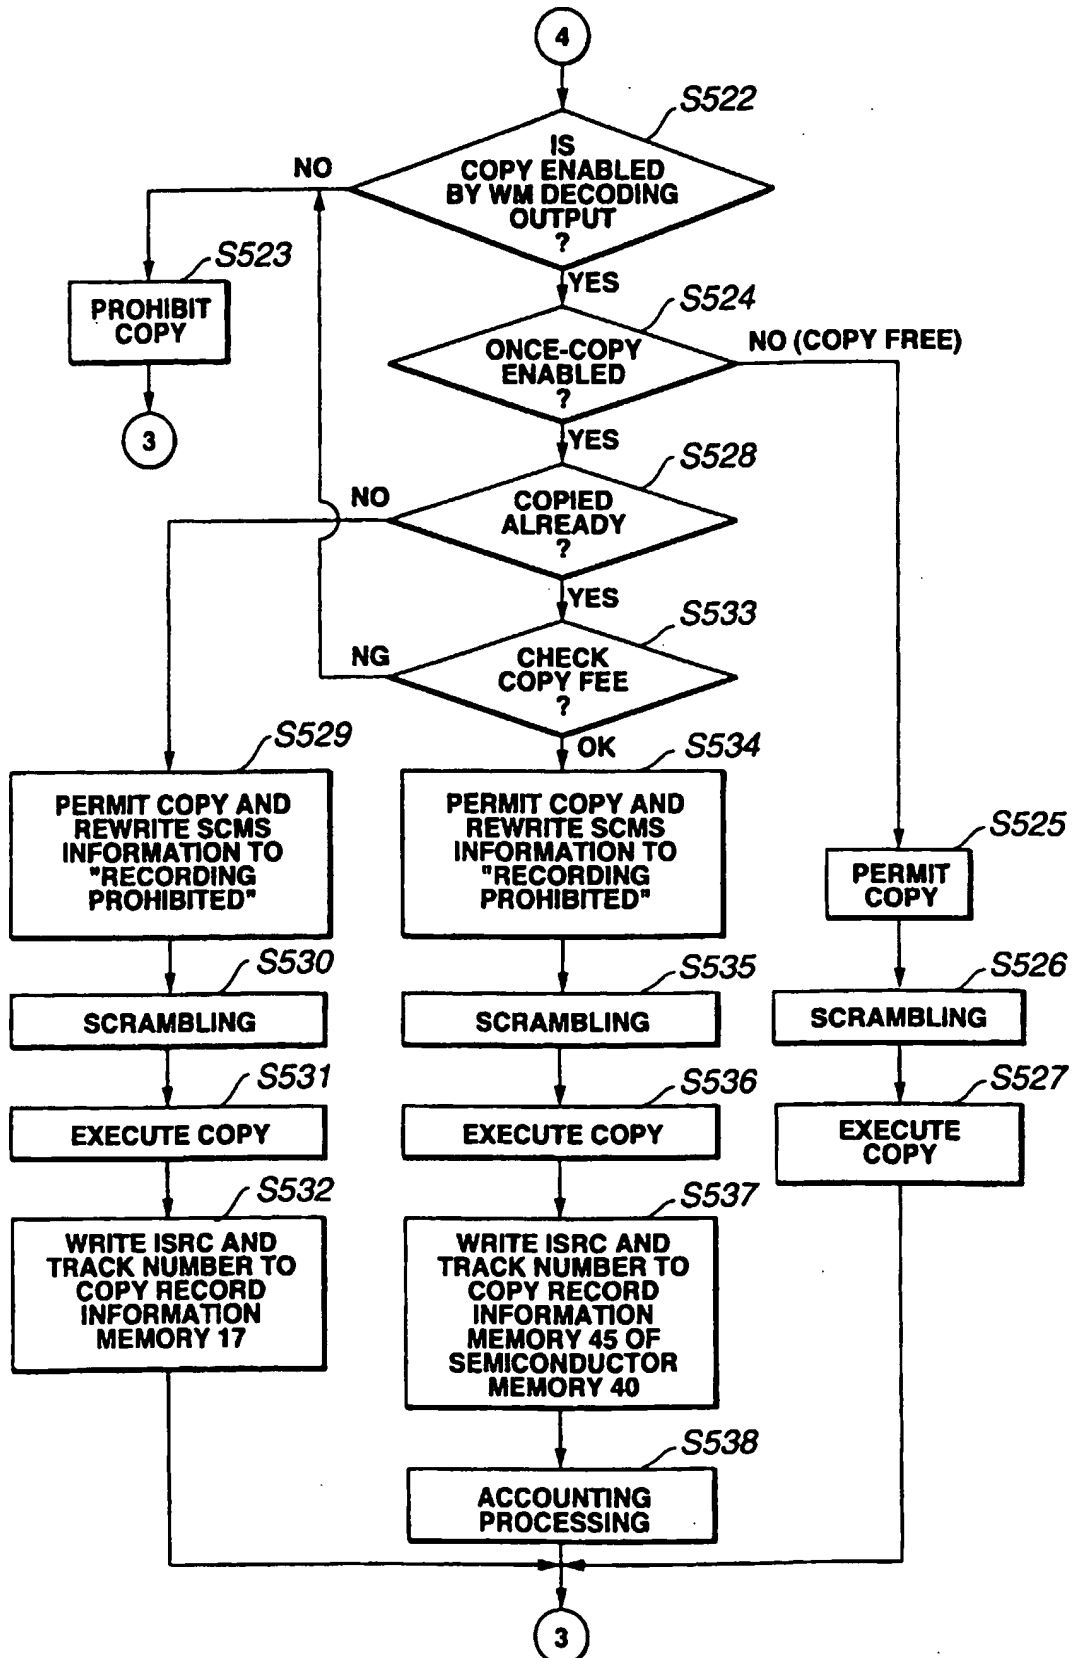 4
S522
IS
COPY ENABLED
BY WM DECODING
OUTPUT
?
NO
YES
S523
PROHIBIT
COPY
3
S524
ONCE-COPY
ENABLED
?
NO (COPY FREE)
YES
S528
COPIED
ALREADY
?
NO
YES
S533
CHECK
COPY FEE
?
NG
OK
S529
PERMIT COPY AND
REWRITE SCMS
INFORMATION TO
"RECORDING
PROHIBITED"
S534
PERMIT COPY AND
REWRITE SCMS
INFORMATION TO
"RECORDING
PROHIBITED"
S525
PERMIT
COPY
S530
SCRAMBLING
S535
SCRAMBLING
S526
SCRAMBLING
S531
EXECUTE COPY
S536
EXECUTE COPY
S527
EXECUTE
COPY
S532
WRITE ISRC AND
TRACK NUMBER TO
COPY RECORD
INFORMATION
MEMORY 17
S537
WRITE ISRC AND
TRACK NUMBER TO
COPY RECORD
INFORMATION
MEMORY 45 OF
SEMICONDUCTOR
MEMORY 40
S538
ACCOUNTING
PROCESSING
3